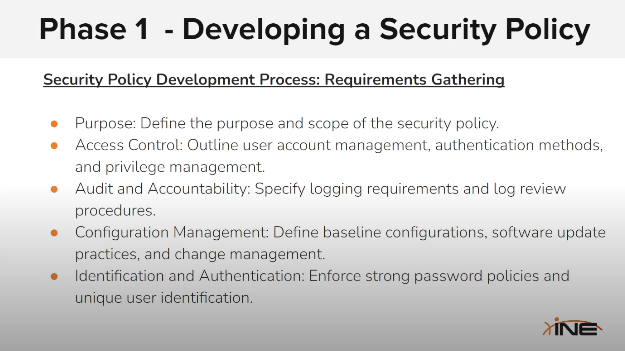 Phase 1 - Developing a Security Policy
Security Policy Development Process: Requirements Gathering
● Purpose: Define the purpose and scope of the security policy.
● Access Control: Outline user account management, authentication methods,
and privilege management.
● Audit and Accountability: Specify logging requirements and log review
procedures.
● Configuration Management: Define baseline configurations, software update
practices, and change management.
● Identification and Authentication: Enforce strong password policies and
unique user identification.
INE